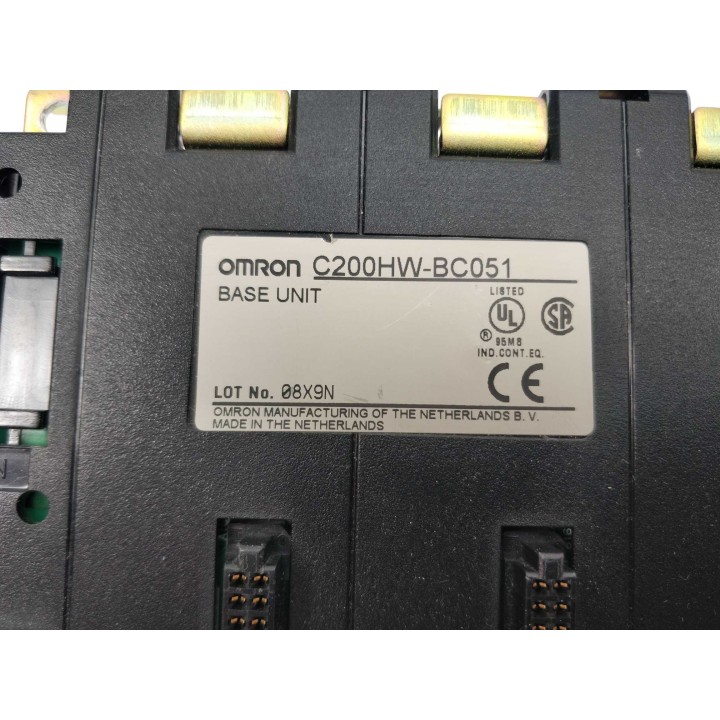 OMRON C200HW-BC051
BASE UNIT
LISTED
UL
SA
®
95M8
IND.CONT.EQ.
CE
LOT No. 08X9N
OMRON MANUFACTURING OF THE NETHERLANDS B.V.
MADE IN THE NETHERLANDS
N